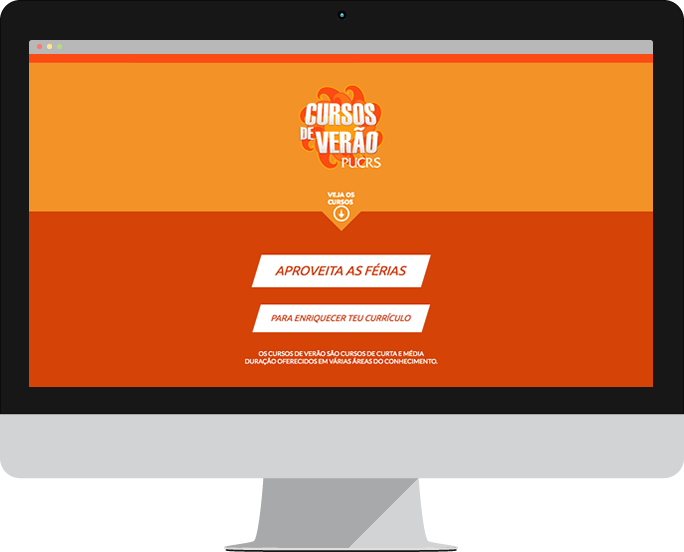 CURSOS
DE VERÃO
PUCRS
VEJA OS
CURSOS
APROVEITA AS FÉRIAS
PARA ENRIQUECER TEU CURRÍCULO
OS CURSOS DE VERÃO SÃO CURSOS DE CURTA E MÉDIA
DURAÇÃO OFERECIDOS EM VÁRIAS ÁREAS DO CONHECIMENTO.